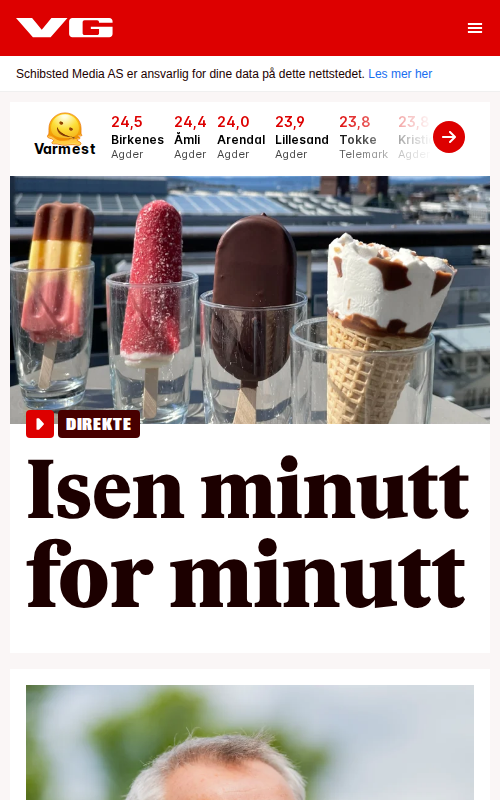 VG
Schibsted Media AS er ansvarlig for dine data på dette nettstedet. Les mer her
Varmest
24,5 24,4 24,0 23,9 23,8 23,8
Birkenes Åmli Arendal Lillesand Tokke
Agder Agder Agder Agder Telemark Agder
DIREKTE
Isen minutt
for minutt